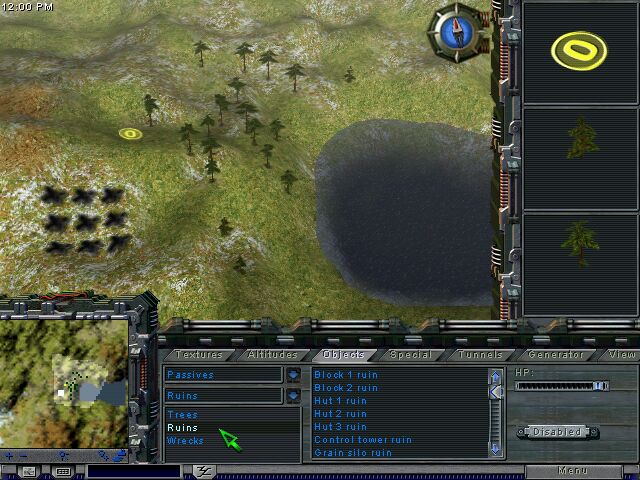 12:00 PM
Textures Altitudes Objects Special Tunnels Generator View
Passives
Ruins
Trees
Ruins
Wrecks
Block 1 ruin
Block 2 ruin
Hut 1 ruin
Hut 2 ruin
Hut 3 ruin
Control tower ruin
Grain silo ruin
HP:
Disabled
Menu